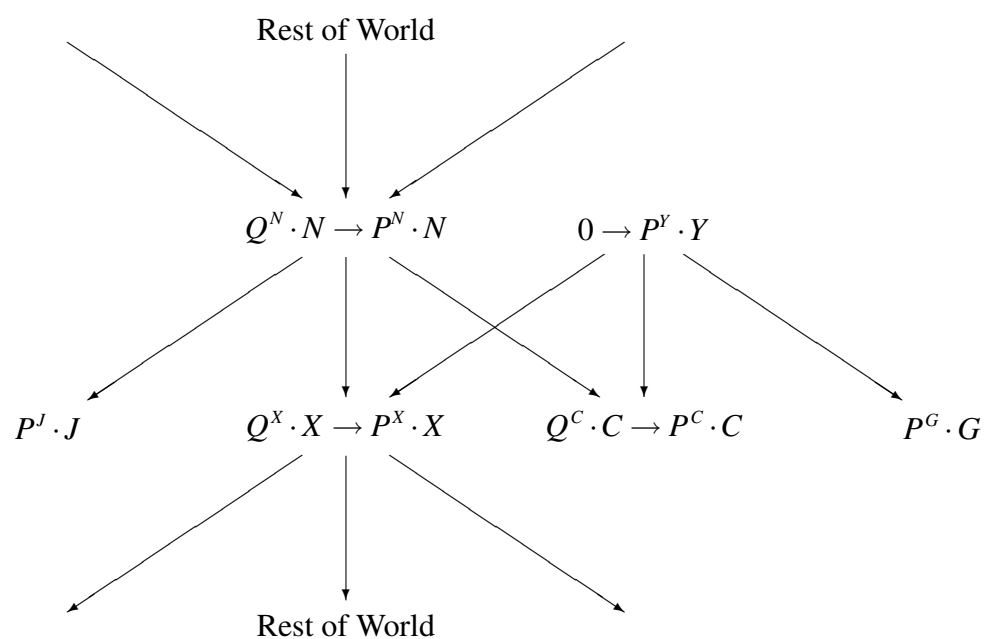 Rest of World
Q^N · N → P^N · N
0 → P^Y · Y
P^J · J
Q^X · X → P^X · X
Q^C · C → P^C · C
P^G · G
Rest of World